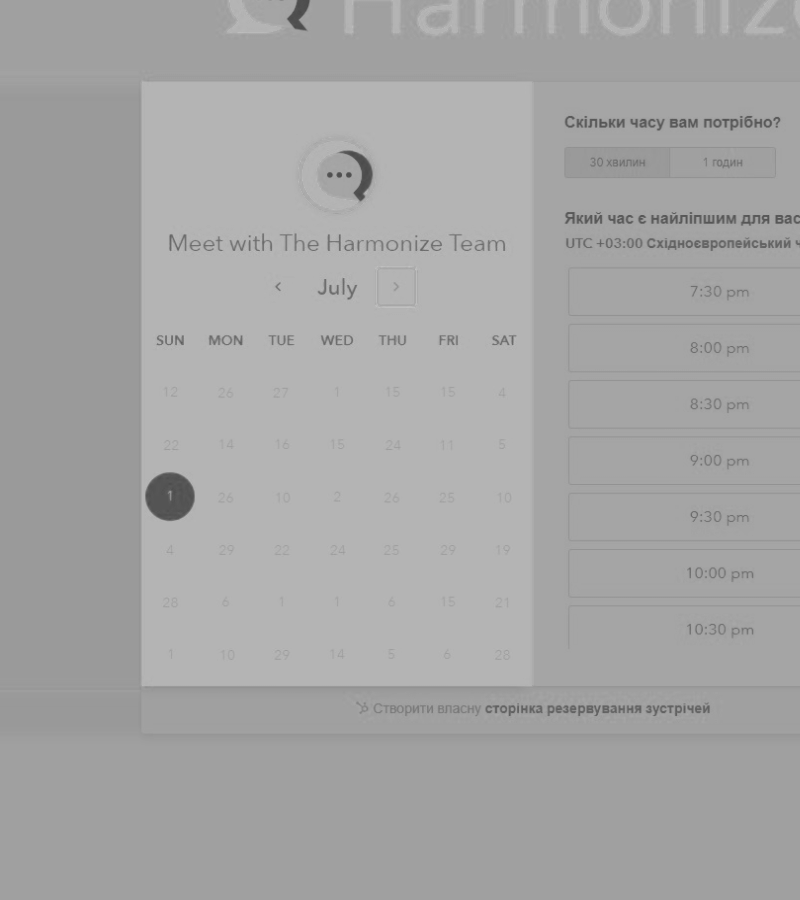 Harmonize
Meet with The Harmonize Team
July
SUN MON TUE WED THU FRI SAT
12 26 27 1 15 15 4
22 14 16 15 24 11 5
1 26 10 2 26 25 10
4 29 22 24 25 29 19
28 6 1 1 6 15 21
1 10 29 14 5 6 28
Скільки часу вам потрібно?
30 хвилин 1 годин
Який час є найліпшим для вас
UTC +03:00 Східноєвропейський
7:30 pm
8:00 pm
8:30 pm
9:00 pm
9:30 pm
10:00 pm
10:30 pm
Створити власну сторінка резервування зустрічей